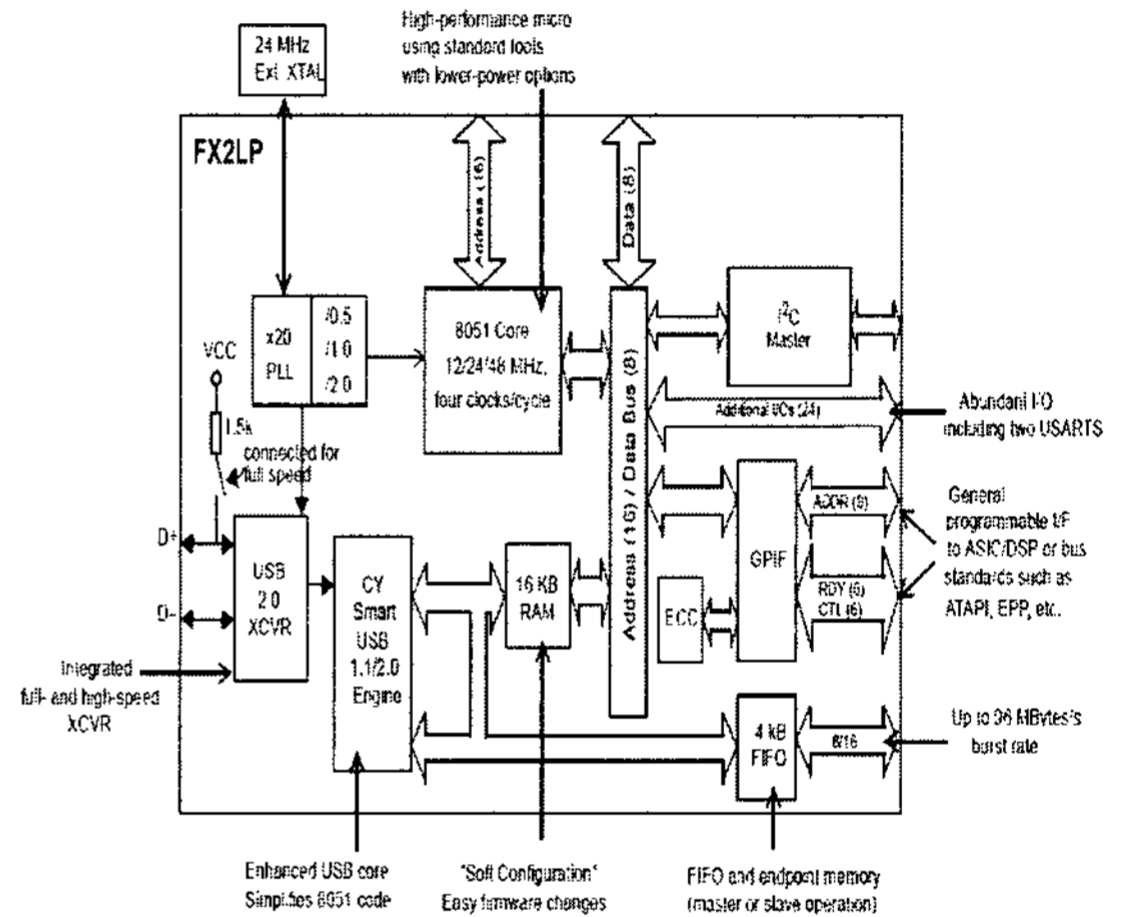 High-performance micro
using standard tools
with lower-power options
24 MHz
Ext. XTAL
FX2LP
Address (16)
Data (8)
x20
PLL
/0.5
/1.0
/2.0
8051 Core
12/24/48 MHz,
four clocks/cycle
I²C
Master
VCC
1.5k
connected for
full speed
Address (16) / Data Bus (8)
Additional I/Os (24)
Abundant I/O
including two USARTS
D+
D-
USB
2.0
XCVR
CY
Smart
USB
1.1/2.0
Engine
16 KB
RAM
ECC
GPIF
ADDR (9)
RDY (6)
CTL (6)
General
programmable I/F
to ASIC/DSP or bus
standards such as
ATAPI, EPP, etc.
Integrated
full- and high-speed
XCVR
4 kB
FIFO
8/16
Up to 96 MBytes/s
burst rate
Enhanced USB core
Simplifies 8051 code
"Soft Configuration"
Easy firmware changes
FIFO and endpoint memory
(master or slave operation)